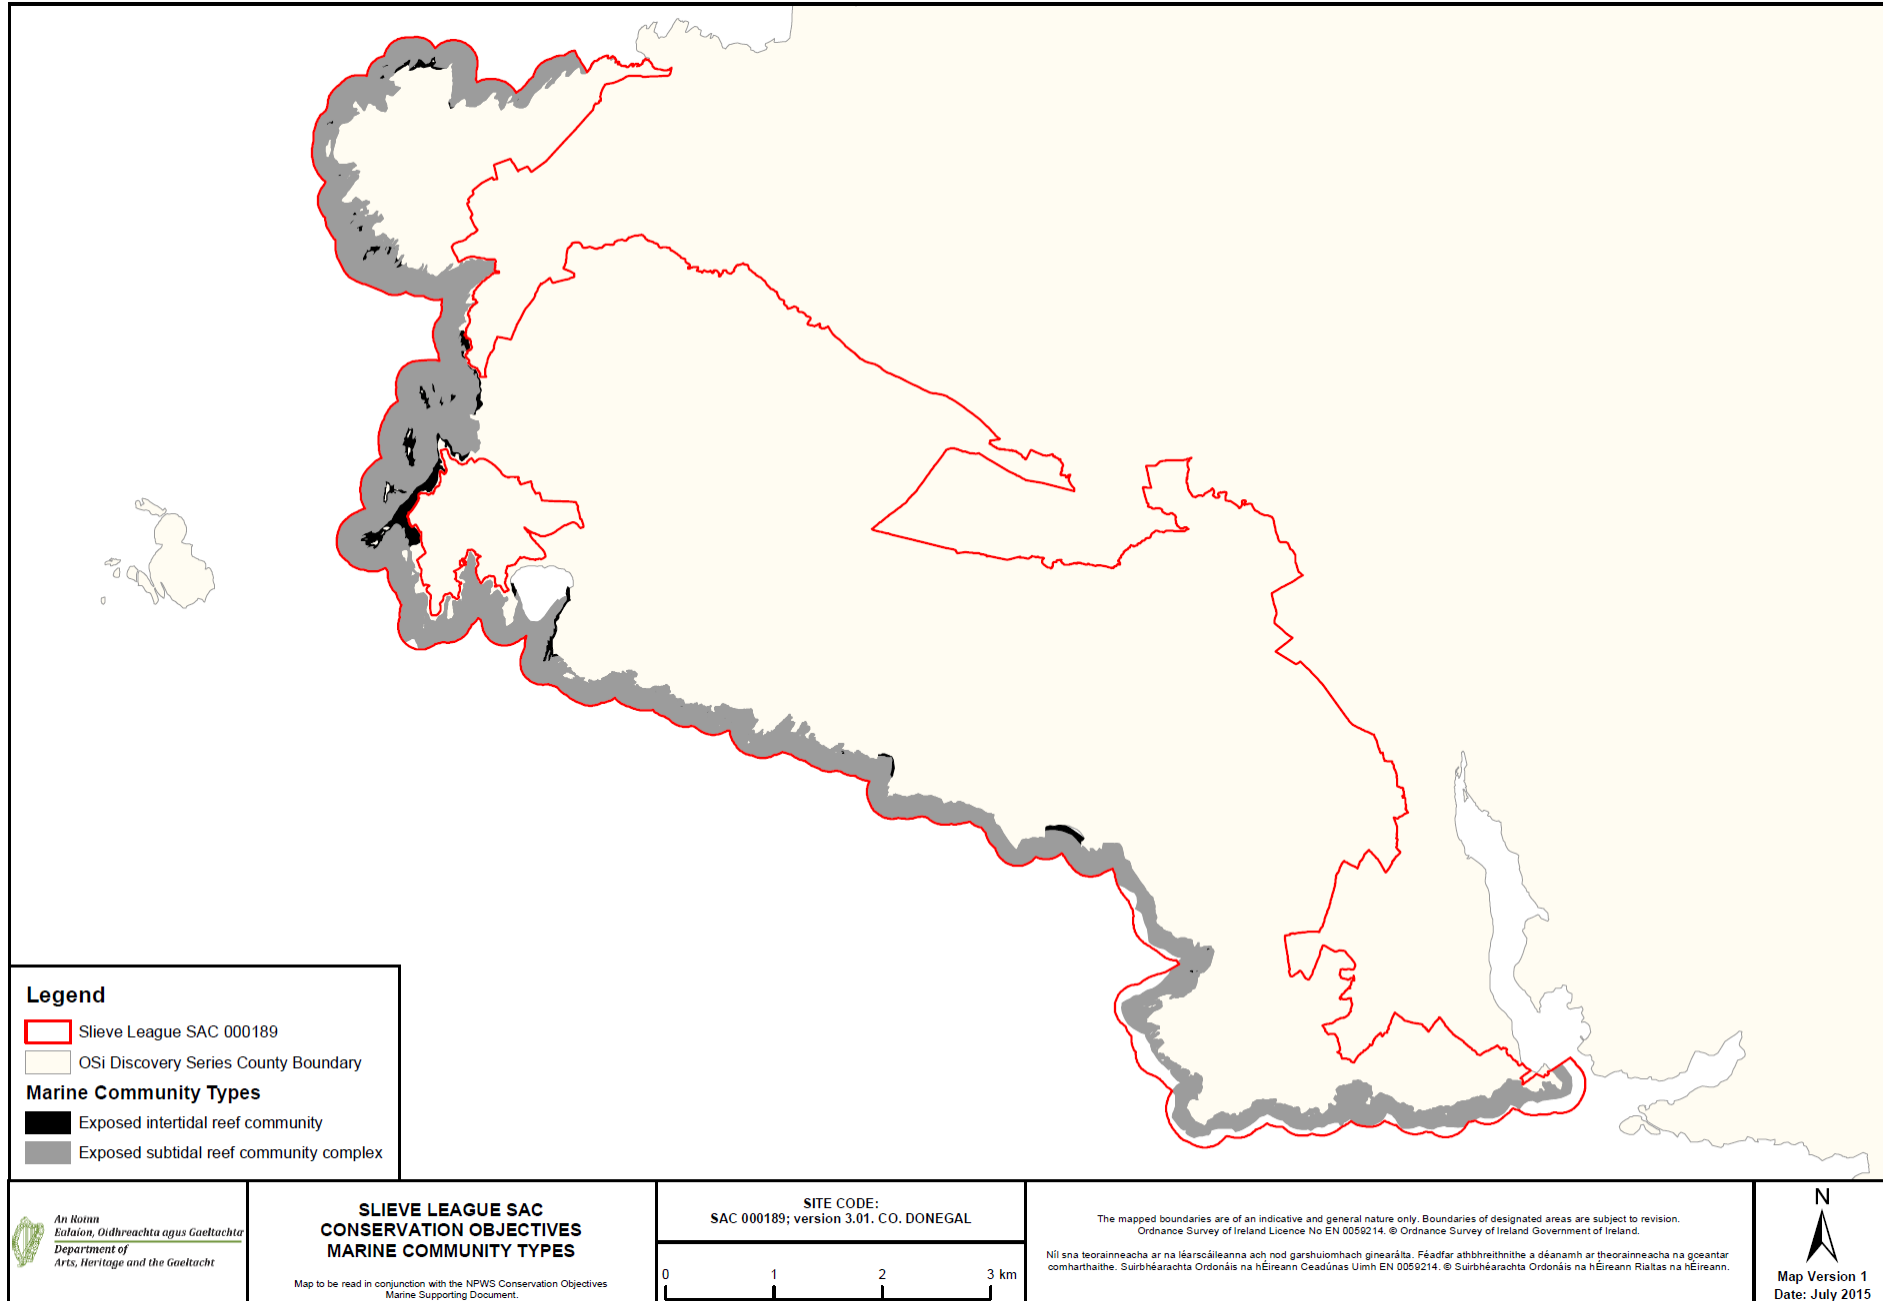 Legend
Slieve League SAC 000189
OSi Discovery Series County Boundary
Marine Community Types
Exposed intertidal reef community
Exposed subtidal reef community complex
An Roinn
Ealaíon, Oidhreachta agus Gaeltachta
Department of
Arts, Heritage and the Gaeltacht
SLIEVE LEAGUE SAC
CONSERVATION OBJECTIVES
MARINE COMMUNITY TYPES
Map to be read in conjunction with the NPWS Conservation Objectives
Marine Supporting Document.
SITE CODE:
SAC 000189; version 3.01. CO. DONEGAL
0 1 2 3 km
The mapped boundaries are of an indicative and general nature only. Boundaries of designated areas are subject to revision.
Ordnance Survey of Ireland Licence No EN 0059214. © Ordnance Survey of Ireland Government of Ireland.
Níl sna teorainneacha ar na léarscáileanna ach nod garshuiomhach ginearálta. Féadfar athbhreithnithe a déanamh ar theorainneacha na gceantar
comharthaithe. Suirbhéarachta Ordonáis na hÉireann Ceadúnas Uimh EN 0059214. © Suirbhéarachta Ordonáis na hÉireann Rialtas na hÉireann.
N
Map Version 1
Date: July 2015